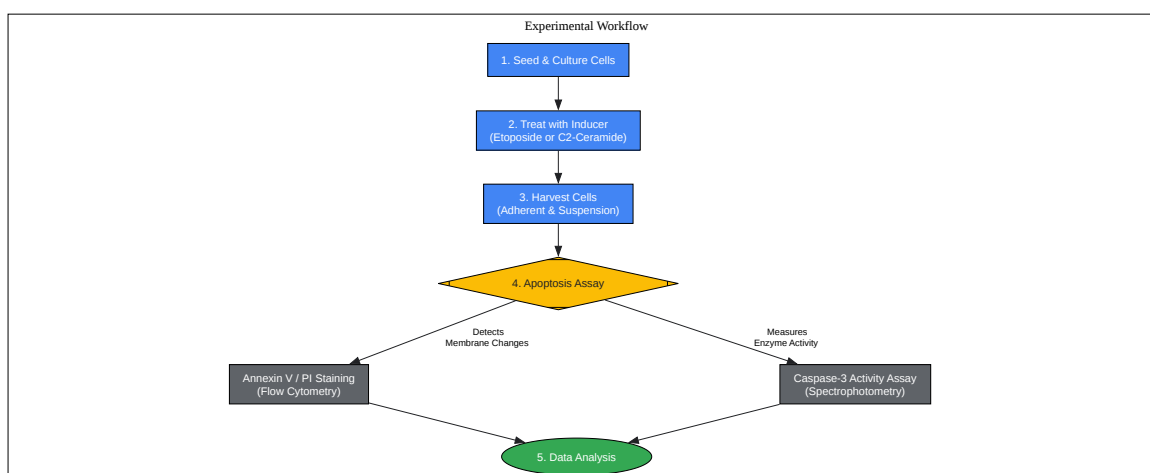 Experimental Workflow
1. Seed & Culture Cells
2. Treat with Inducer
(Etoposide or C2-Ceramide)
3. Harvest Cells
(Adherent & Suspension)
4. Apoptosis Assay
Detects
Membrane Changes
Measures
Enzyme Activity
Annexin V / PI Staining
(Flow Cytometry)
Caspase-3 Activity Assay
(Spectrophotometry)
5. Data Analysis